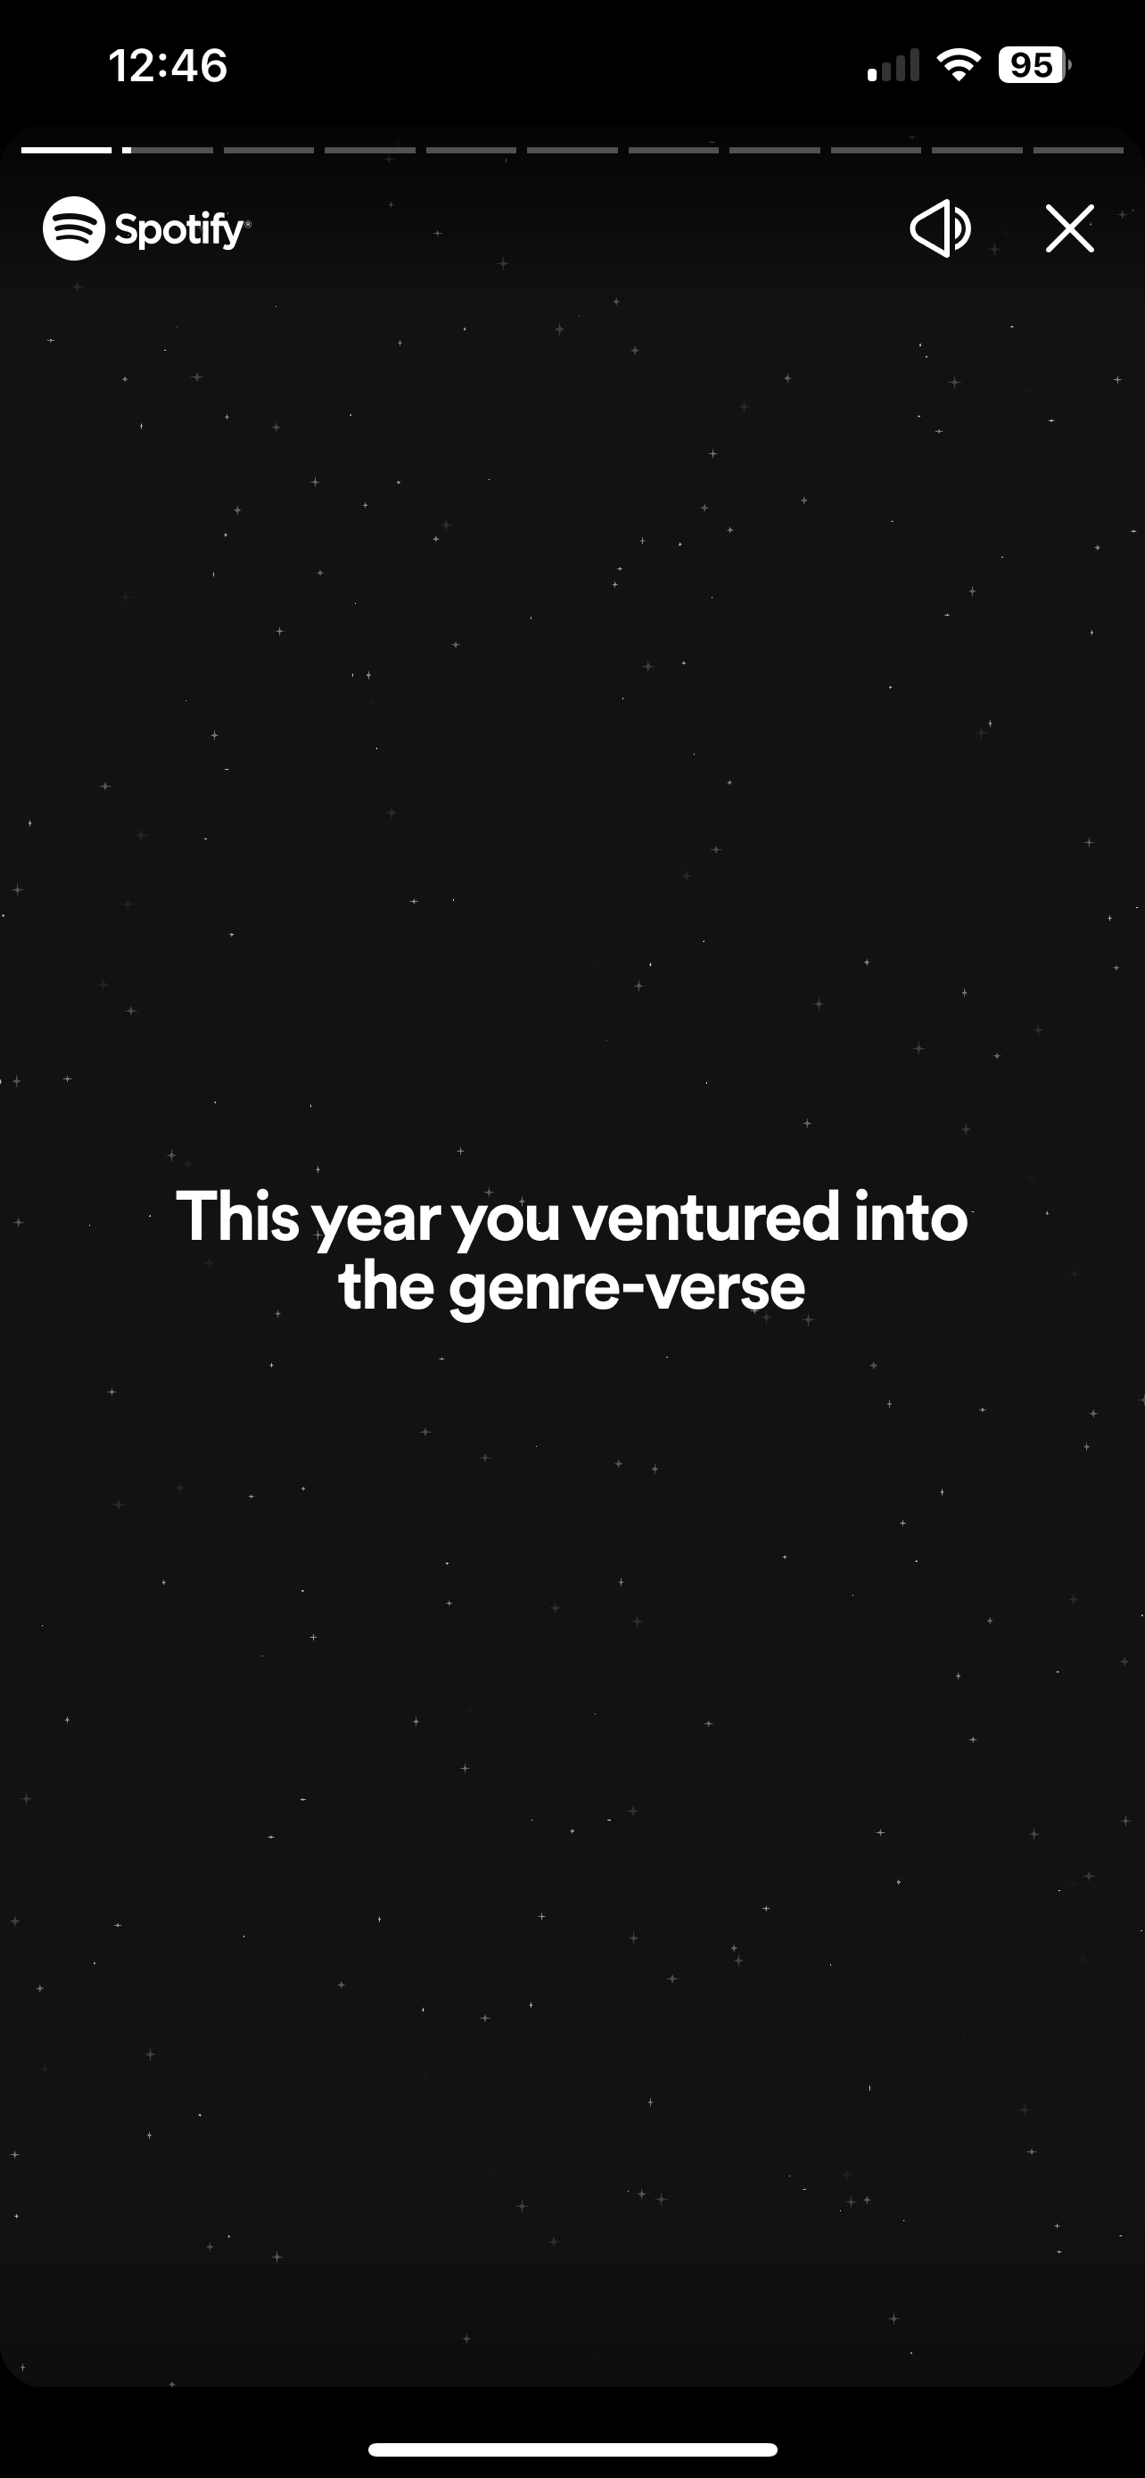 12:46
95
Spotify®
This year you ventured into
the genre-verse